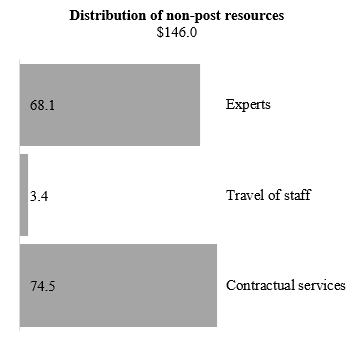 Distribution of non-post resources
$146.0
68.1 Experts
3.4 Travel of staff
74.5 Contractual services